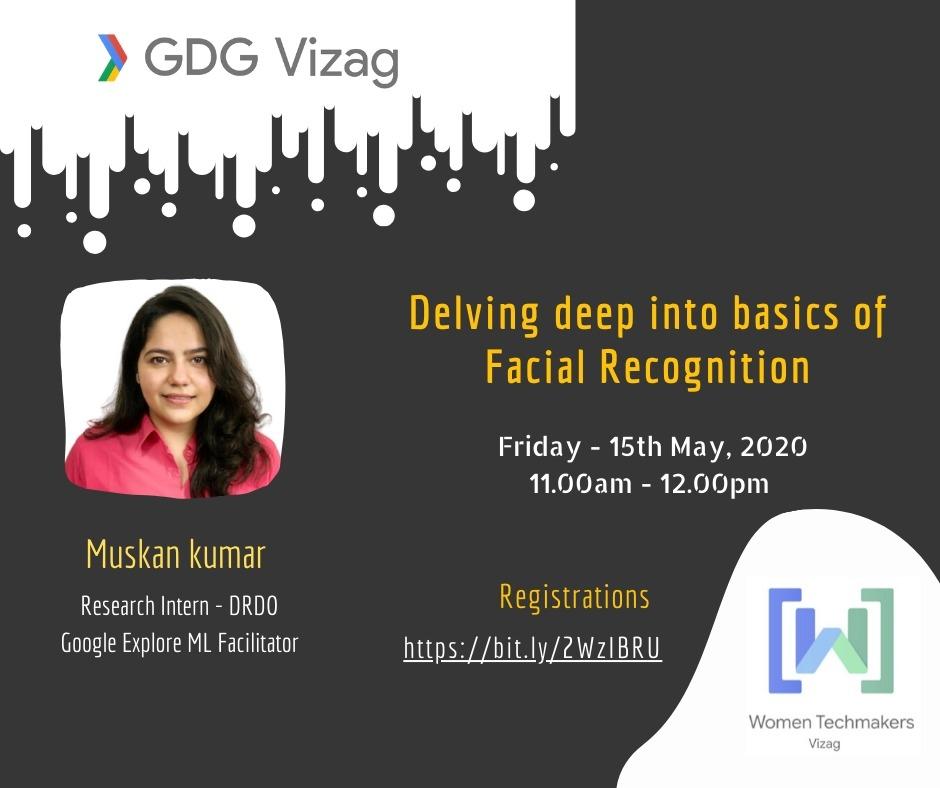 GDG Vizag
Delving deep into basics of
Facial Recognition
Friday - 15th May, 2020
11.00am - 12.00pm
Muskan kumar
Research Intern - DRDO
Google Explore ML Facilitator
Registrations
https://bit.ly/2WzIBRU
Women Techmakers
Vizag